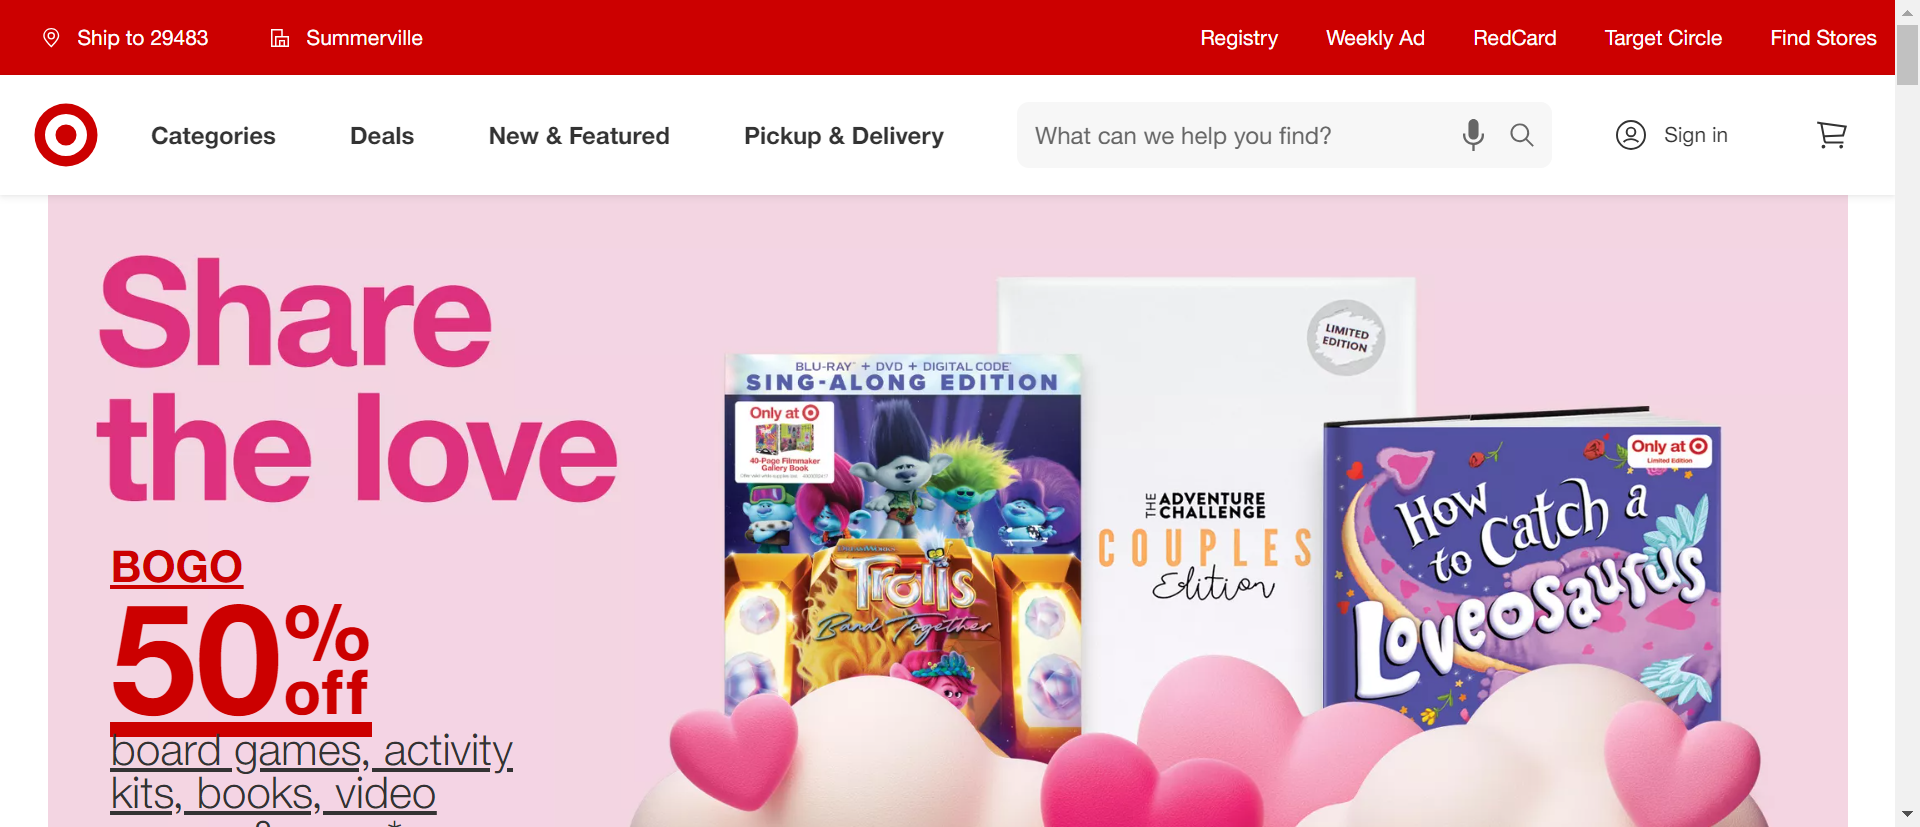 Ship to 29483
Summerville
Registry
Weekly Ad
RedCard
Target Circle
Find Stores
Categories
Deals
New & Featured
Pickup & Delivery
What can we help you find?
Sign in
Share
the love
BOGO
50%
off
board games, activity
kits, books, video
BLU-RAY + DVD + DIGITAL CODE
SING-ALONG EDITION
Only at
40-Page Filmmaker
Gallery Book
DREAMWORKS
Trolls
Band Together
LIMITED
EDITION
THE ADVENTURE
CHALLENGE
COUPLES
Edition
Only at
Limited Edition
How
to Catch a
Loveosaurus